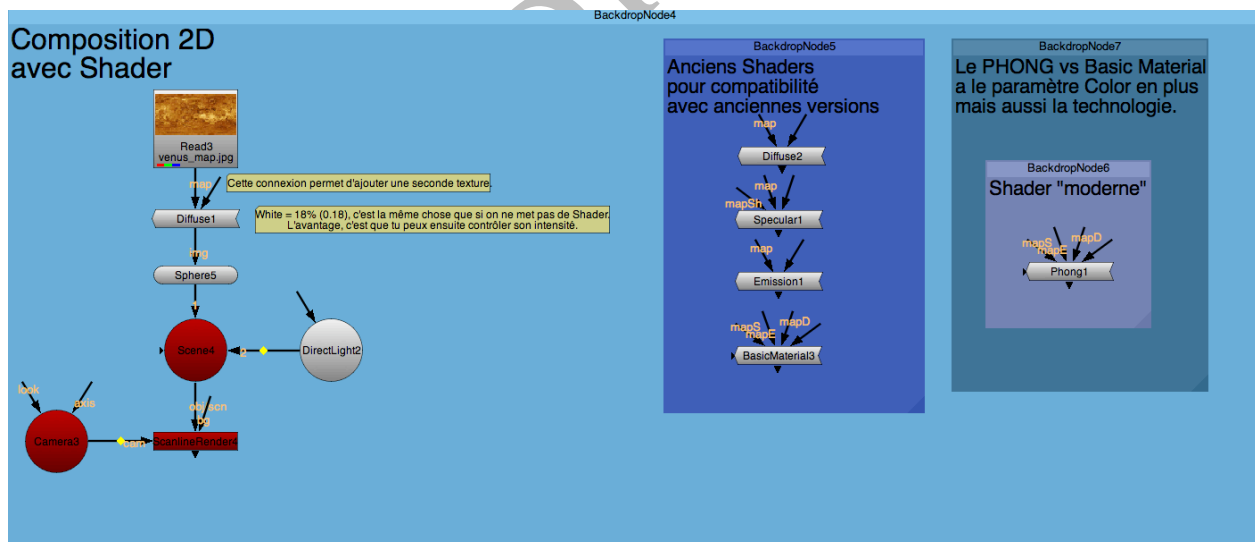 BackdropNode4
Composition 2D
avec Shader
Read3
venus_map.jpg
map
Cette connexion permet d'ajouter une seconde texture.
Diffuse1
White = 18% (0.18), c'est la même chose que si on ne met pas de Shader.
L'avantage, c'est que tu peux ensuite contrôler son intensité.
img
Sphere5
1
Scene4
2
DirectLight2
look
axis
obj/scn
bg
Camera3
cam
ScanlineRender4
BackdropNode5
Anciens Shaders
pour compatibilité
avec anciennes versions
map
Diffuse2
map
mapSh
Specular1
map
Emission1
mapS
mapE
mapD
BasicMaterial3
BackdropNode7
Le PHONG vs Basic Material
a le paramètre Color en plus
mais aussi la technologie.
BackdropNode6
Shader "moderne"
mapS
mapE
mapD
Phong1